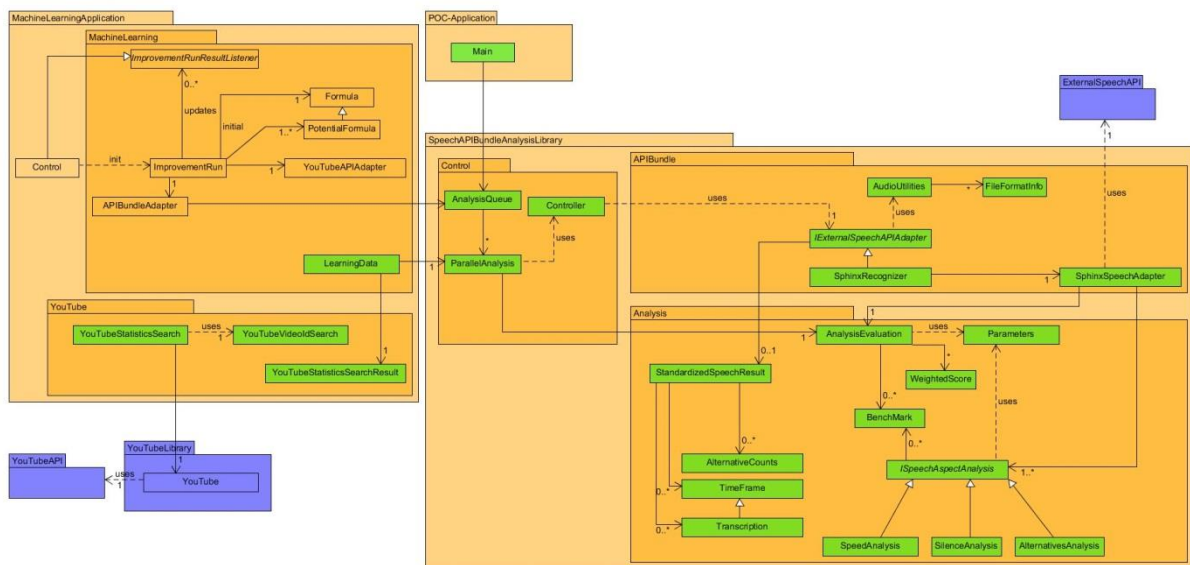 MachineLearningApplication
MachineLearning
ImprovementRunResultListener
0..*
updates
1
Formula
initial
1..*
PotentialFormula
Control
init
ImprovementRun
1
YouTubeAPIAdapter
1
APIBundleAdapter
LearningData
1
YouTube
YouTubeStatisticsSearch
uses
1
YouTubeVideoIdSearch
1
YouTubeStatisticsSearchResult
YouTubeAPI
uses
1
YouTubeLibrary
1
YouTube
POC-Application
Main
SpeechAPIBundleAnalysisLibrary
Control
AnalysisQueue
Controller
*
uses
ParallelAnalysis
uses
ExternalSpeechAPI
1
APIBundle
AudioUtilities
*
FileFormatInfo
uses
uses
1
IExternalSpeechAPIAdapter
SphinxRecognizer
1
SphinxSpeechAdapter
Analysis
1
1
AnalysisEvaluation
uses
Parameters
0..1
*
StandardizedSpeechResult
WeightedScore
uses
0..*
BenchMark
0..*
0..*
AlternativeCounts
ISpeechAspectAnalysis
1..*
0..*
TimeFrame
0..*
Transcription
SpeedAnalysis
SilenceAnalysis
AlternativesAnalysis